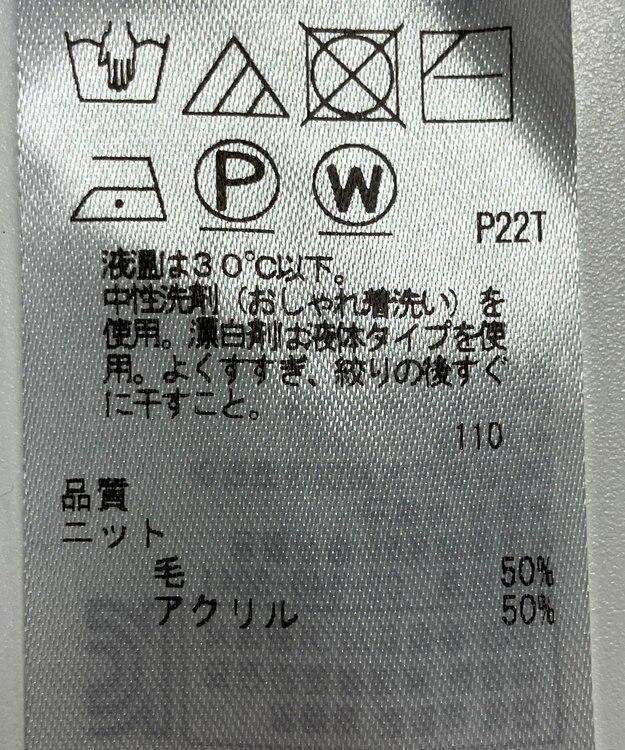 P W
P22T
液温は30℃以下。
中性洗剤（おしゃれ着洗い）を
使用。漂白剤は液体タイプを使
用。よくすすぎ、絞りの後すぐ
に干すこと。
110
品質
ニット
毛 50%
アクリル 50%